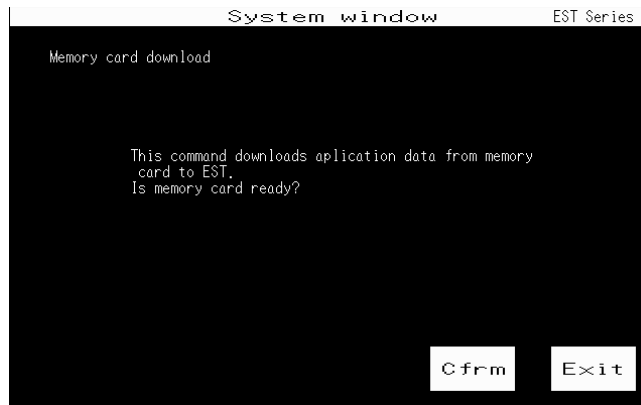 System window EST Series
Memory card download
This command downloads aplication data from memory
card to EST.
Is memory card ready?
Cfrm Exit